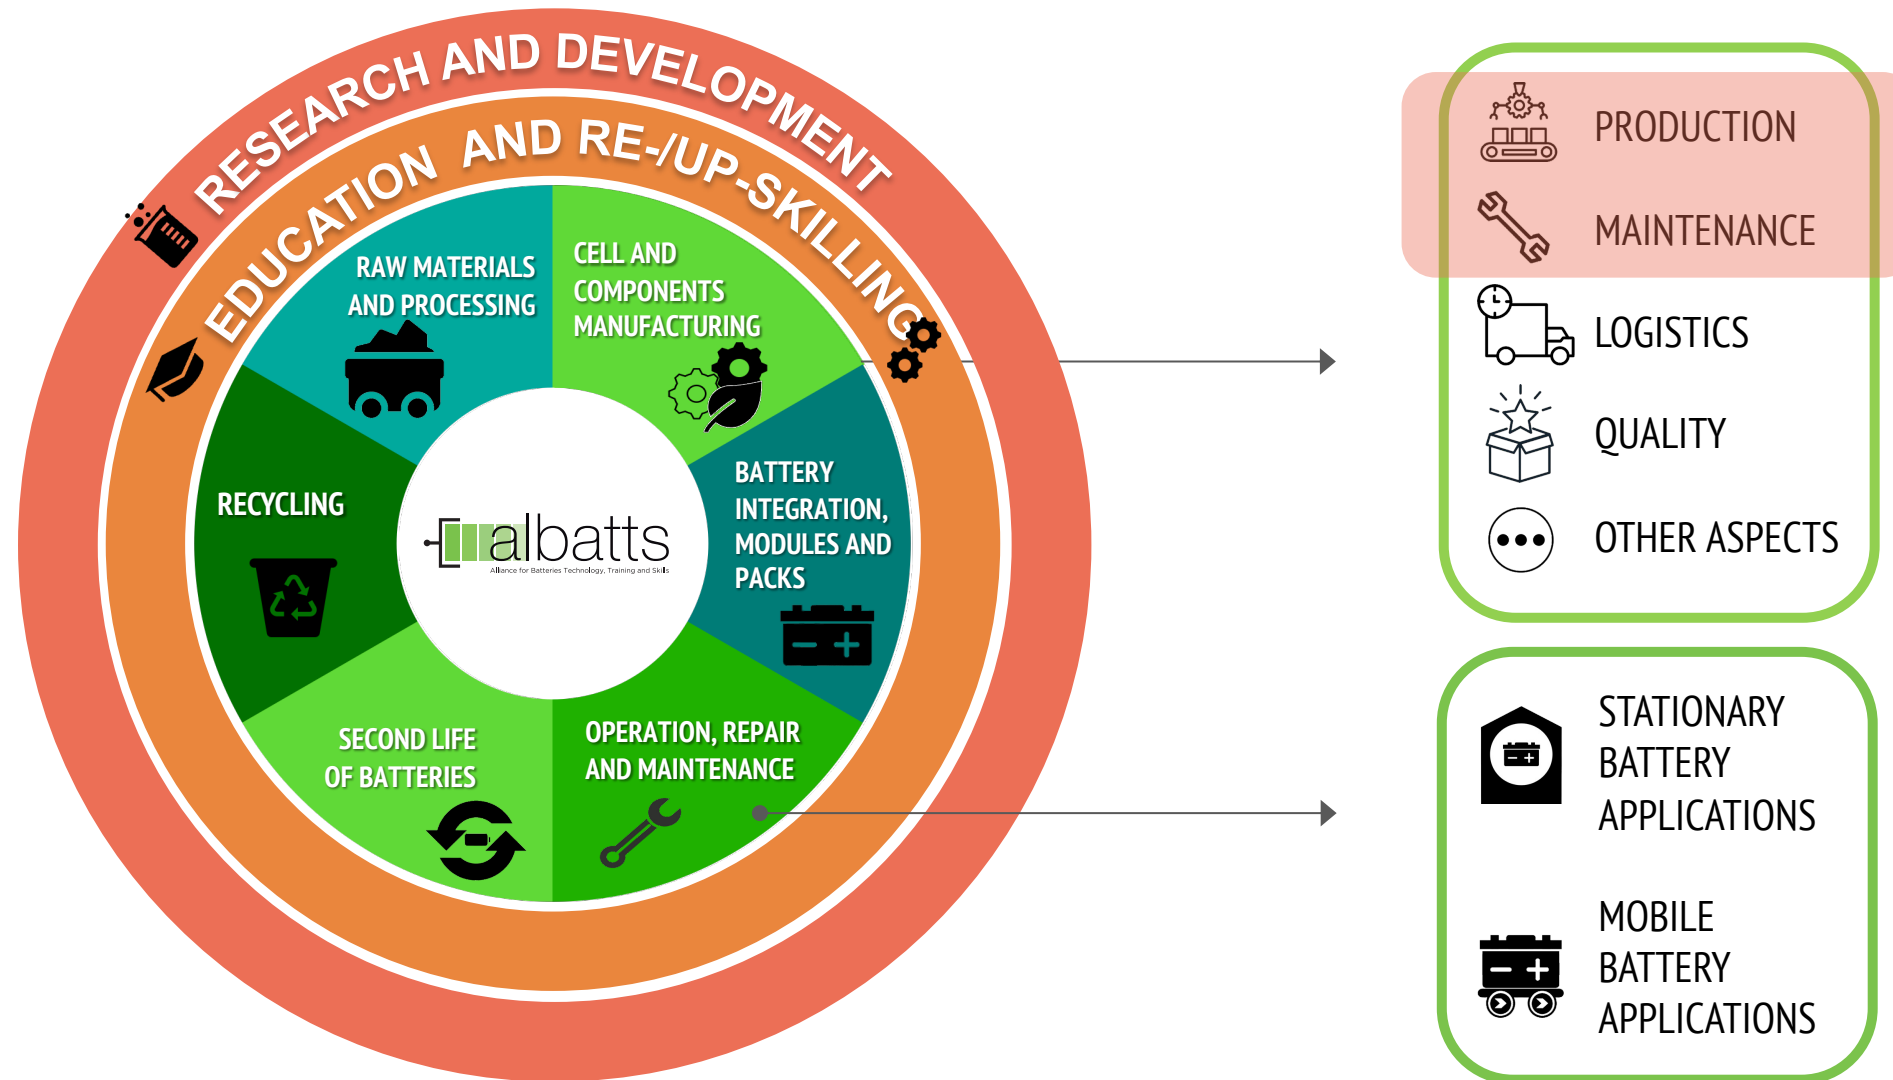 RESEARCH AND DEVELOPMENT
EDUCATION AND RE-/UP-SKILLING
RAW MATERIALS
AND PROCESSING
CELL AND
COMPONENTS
MANUFACTURING
BATTERY
INTEGRATION,
MODULES AND
PACKS
OPERATION, REPAIR
AND MAINTENANCE
SECOND LIFE
OF BATTERIES
RECYCLING
albatts
Alliance for Batteries Technology, Training and Skills
PRODUCTION
MAINTENANCE
LOGISTICS
QUALITY
OTHER ASPECTS
STATIONARY
BATTERY
APPLICATIONS
MOBILE
BATTERY
APPLICATIONS